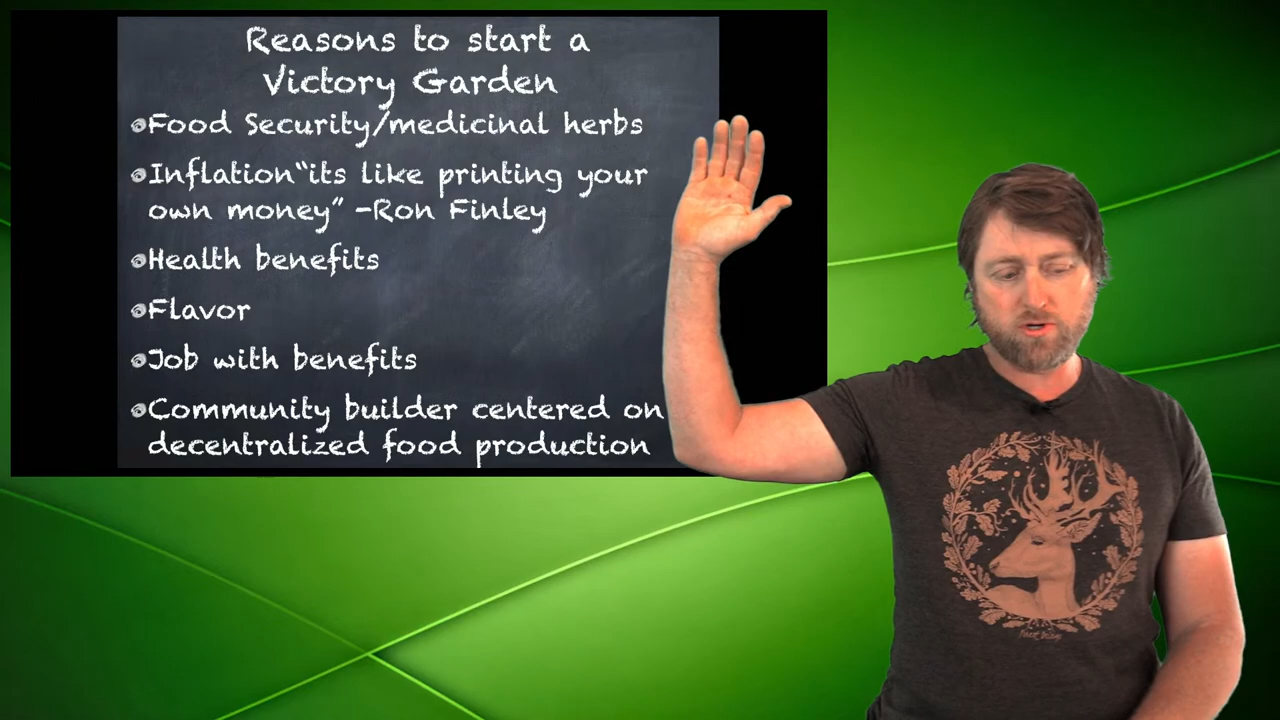 Reasons to start a
Victory Garden
Food Security/medicinal herbs
Inflation“its like printing your
own money” -Ron Finley
Health benefits
Flavor
Job with benefits
Community builder centered on
decentralized food production